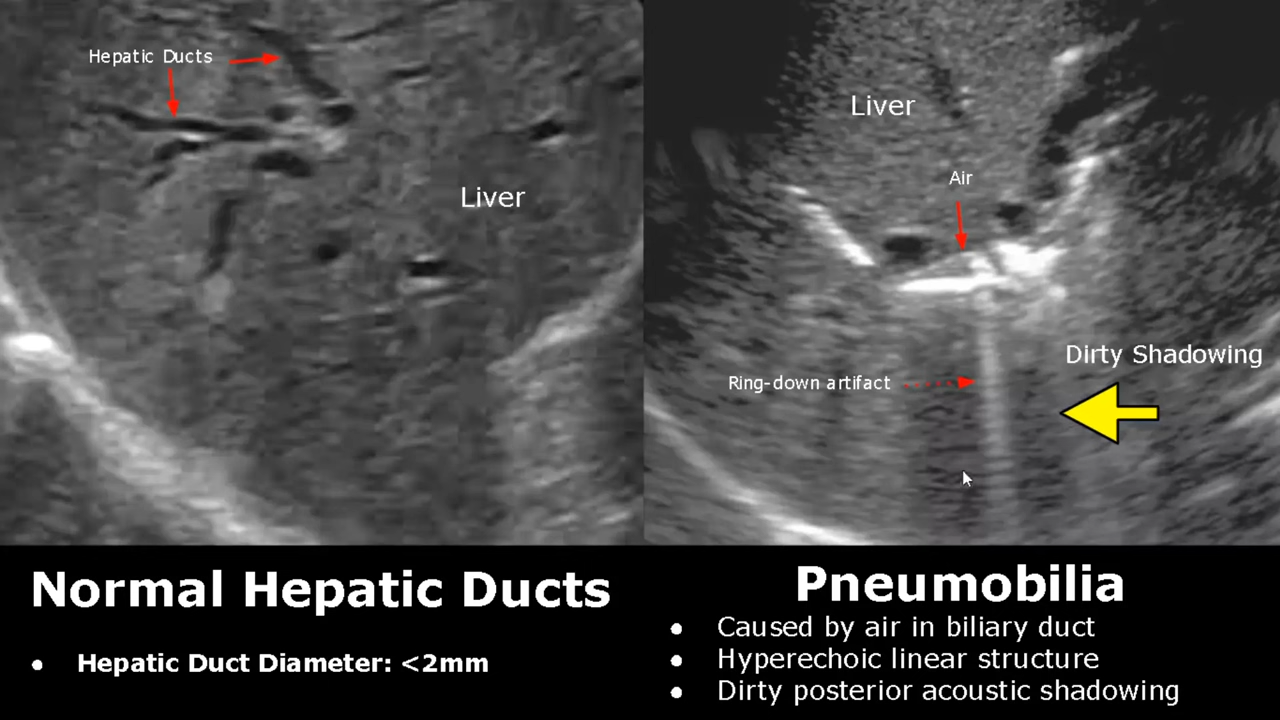 Hepatic Ducts
Liver
Normal Hepatic Ducts
• Hepatic Duct Diameter: <2mm
Liver
Air
Dirty Shadowing
Ring-down artifact
Pneumobilia
• Caused by air in biliary duct
• Hyperechoic linear structure
• Dirty posterior acoustic shadowing